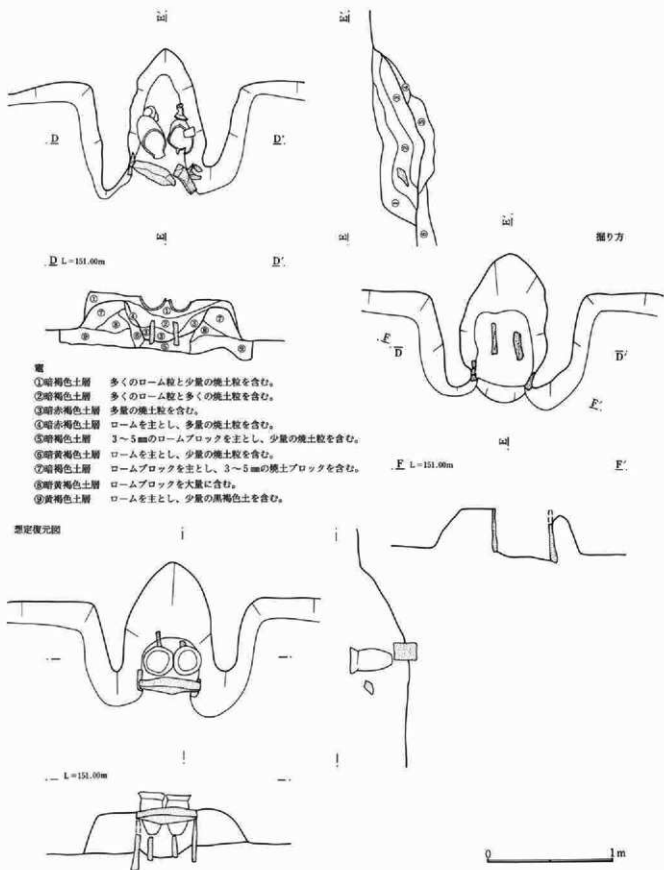 E'
E'
D
D'
E
E
E'
掘り方
D L=151.00m
D'
F
D
D'
F'
E
竈
①暗褐色土層 多くのローム粒と少量の焼土粒を含む。
②暗褐色土層 多くのローム粒と多くの焼土粒を含む。
③暗赤褐色土層 多量の焼土粒を含む。
④暗赤褐色土層 ロームを主とし、多量の焼土粒を含む。
⑤暗褐色土層 3～5㎜のロームブロックを主とし、少量の焼土粒を含む。
⑥暗黄褐色土層 ロームを主とし、少量の焼土粒を含む。
⑦暗褐色土層 ロームブロックを主とし、3～5㎜の焼土ブロックを含む。
⑧暗黄褐色土層 ロームブロックを大量に含む。
⑨黄褐色土層 ロームを主とし、少量の黒褐色土を含む。
F L=151.00m
F'
想定復元図
L=151.00m
0 1m